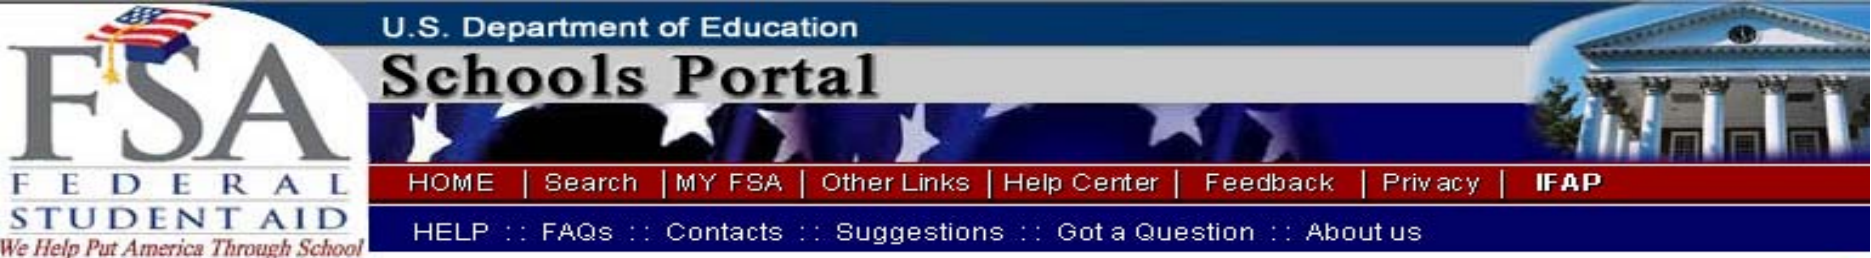 FSA
FEDERAL
STUDENT AID
We Help Put America Through School
U.S. Department of Education
Schools Portal
HOME | Search | MY FSA | Other Links | Help Center | Feedback | Privacy | IFAP
HELP :: FAQs :: Contacts :: Suggestions :: Got a Question :: About us